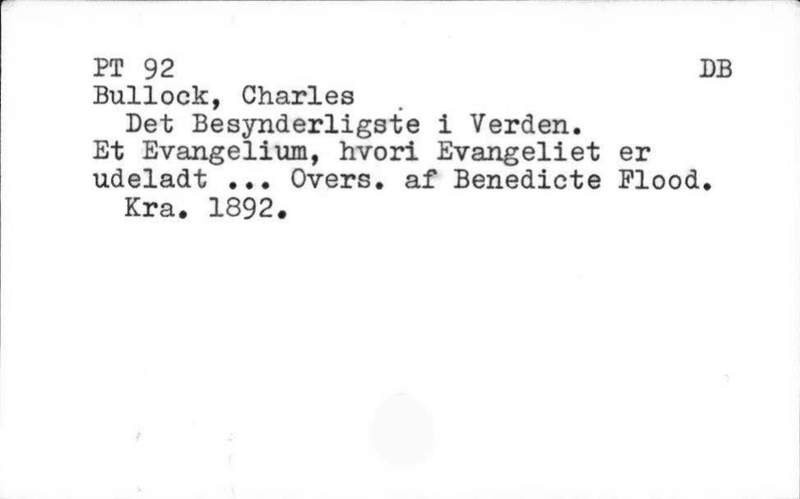 PT 92 DB
Bullock, Charles
Det Besynderligste i Verden.
Et Evangelium, hvori Evangeliet er
udeladt ... Overs. af Benedicte Flood.
Kra. 1892.